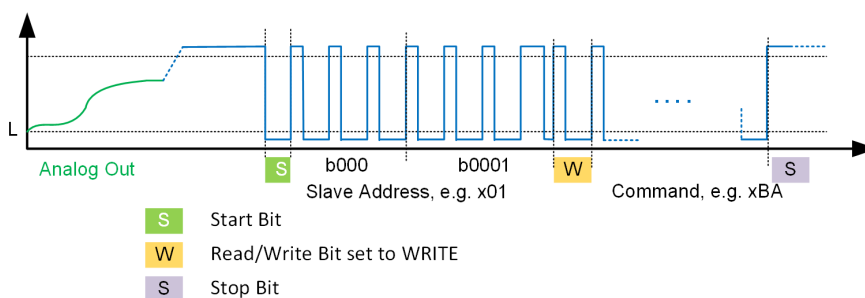 L
Analog Out
S
b000
b0001
W
S
Slave Address, e.g. x01
Command, e.g. xBA
S
Start Bit
W
Read/Write Bit set to WRITE
S
Stop Bit